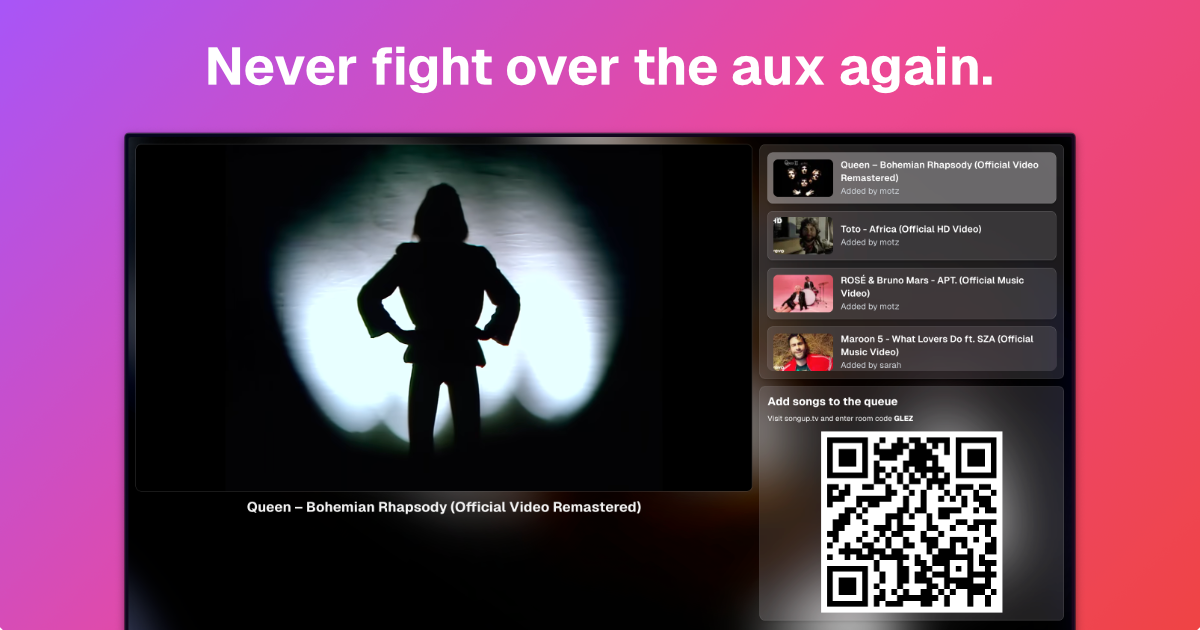 Never fight over the aux again.
Queen – Bohemian Rhapsody (Official Video Remastered)
Queen – Bohemian Rhapsody (Official Video
Remastered)
Added by motz
HD
Toto - Africa (Official HD Video)
Added by motz
ROSÉ & Bruno Mars - APT. (Official Music
Video)
Added by motz
Maroon 5 - What Lovers Do ft. SZA (Official
Music Video)
Added by sarah
Add songs to the queue
Visit songup.tv and enter room code GLEZ